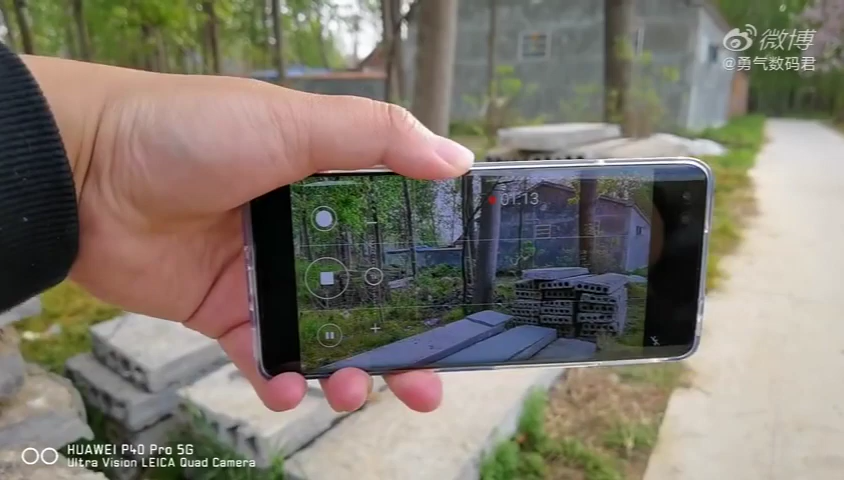 微博
@勇气数码君
01:13
HUAWEI P40 Pro 5G
Ultra Vision LEICA Quad Camera